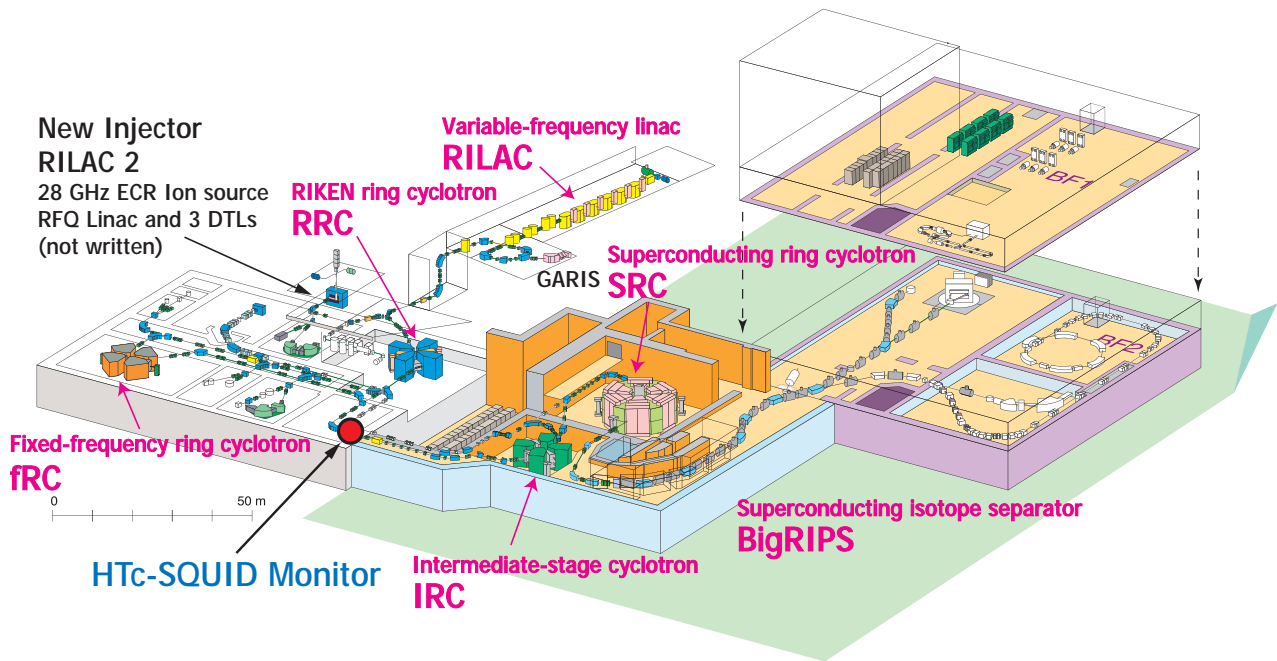 New Injector
RILAC 2
28 GHz ECR Ion source
RFQ Linac and 3 DTLs
(not written)
Variable-frequency linac
RILAC
RIKEN ring cyclotron
RRC
GARIS
Superconducting ring cyclotron
SRC
BF1
BF2
Fixed-frequency ring cyclotron
fRC
0 50 m
HTc-SQUID Monitor
Intermediate-stage cyclotron
IRC
Superconducting isotope separator
BigRIPS